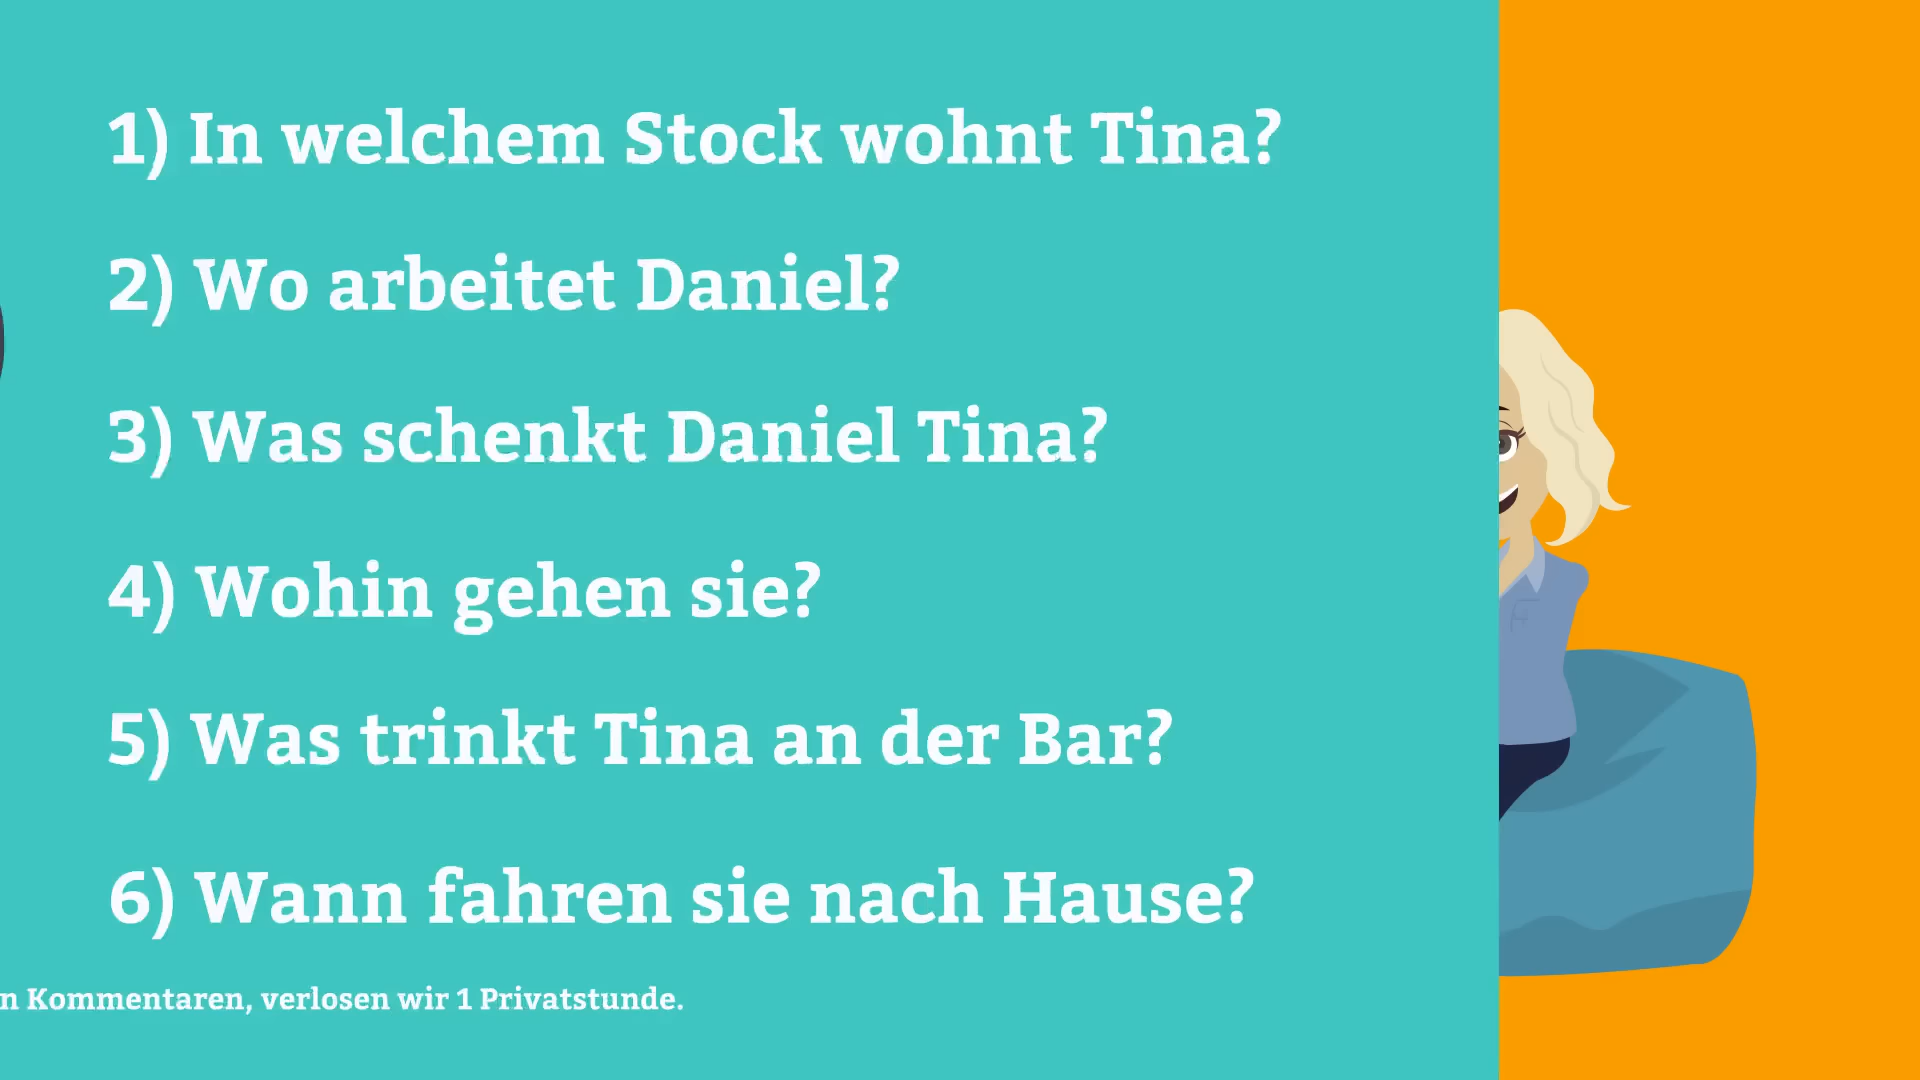 1) In welchem Stock wohnt Tina?
2) Wo arbeitet Daniel?
3) Was schenkt Daniel Tina?
4) Wohin gehen sie?
5) Was trinkt Tina an der Bar?
6) Wann fahren sie nach Hause?
n Kommentaren, verlosen wir 1 Privatstunde.